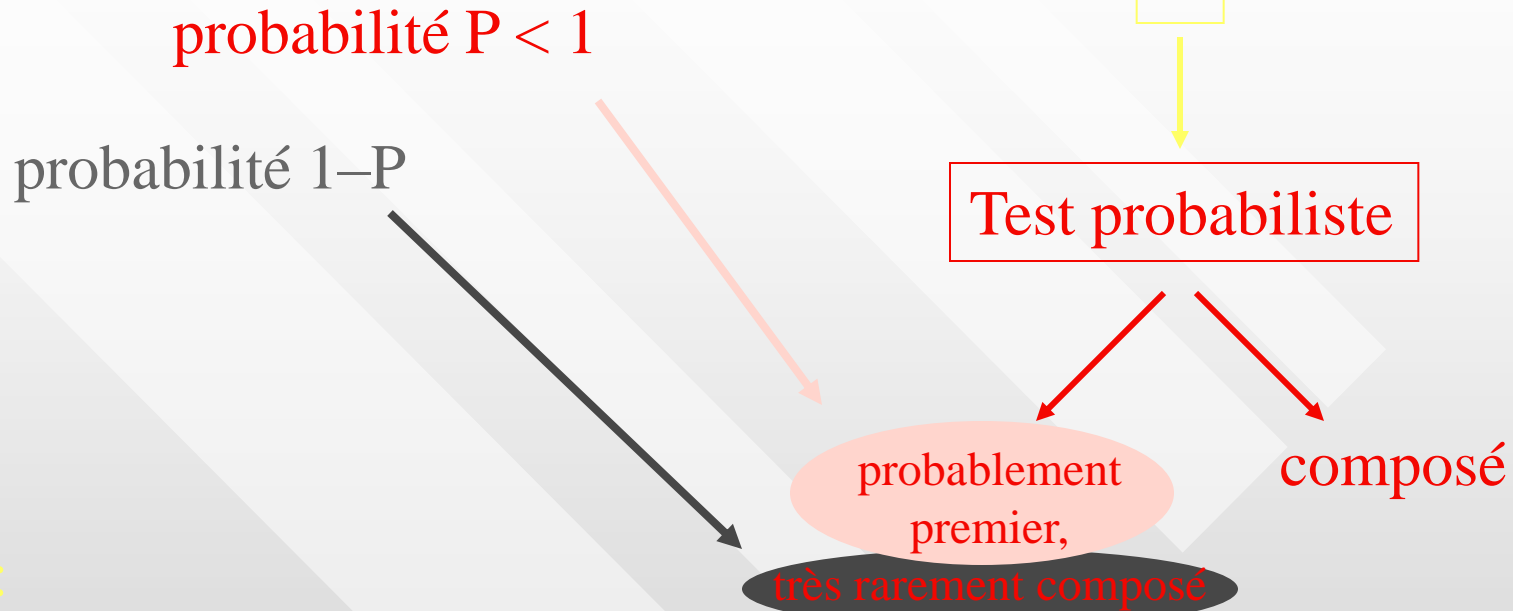 probabilité P < 1
probabilité 1–P
Test probabiliste
probablement
premier,
composé
très rarement composé
: